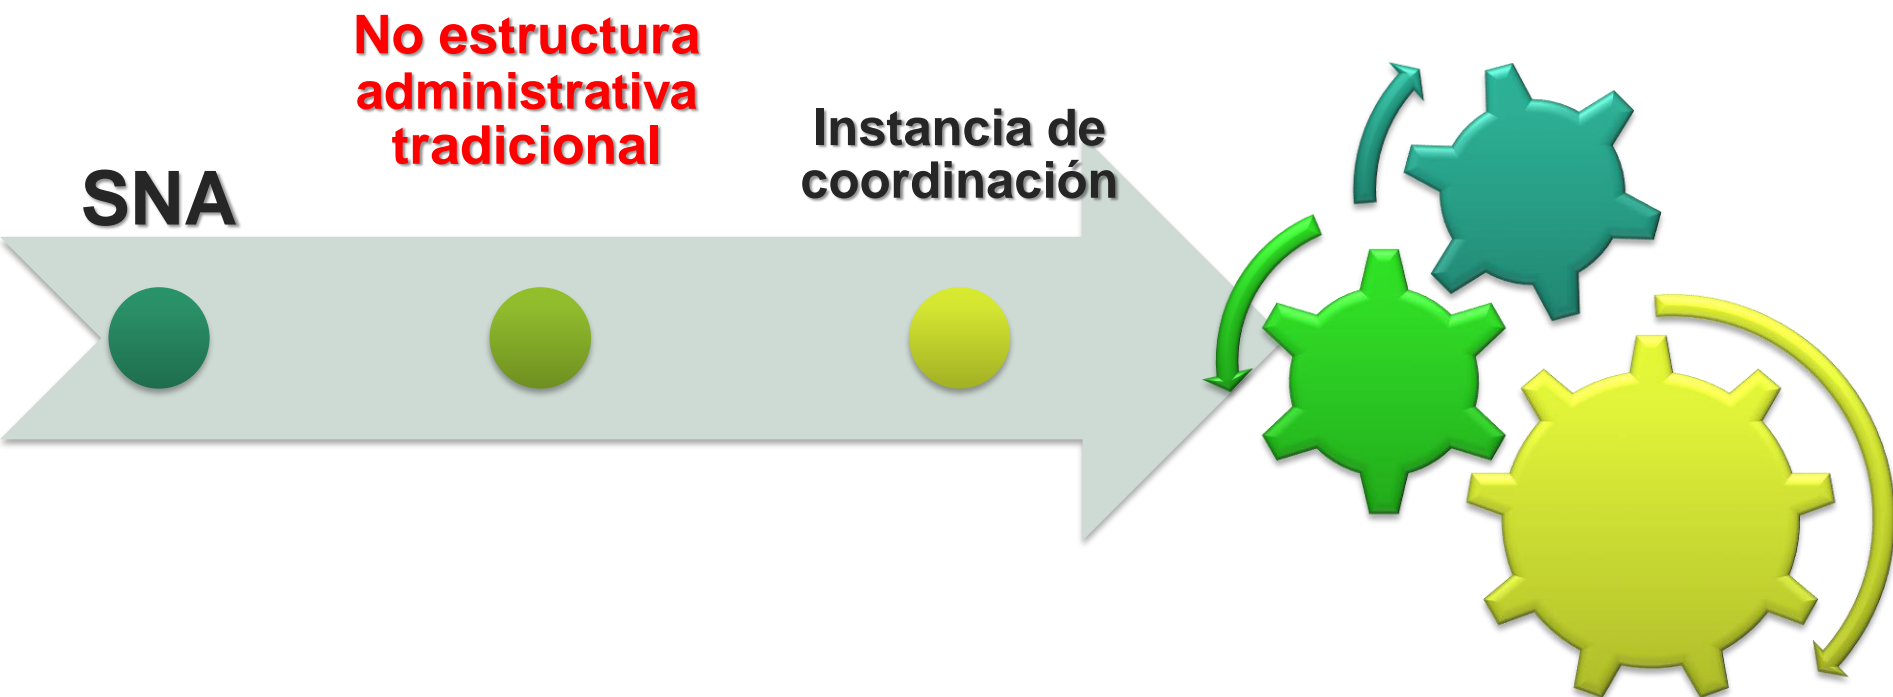 SNA
No estructura
administrativa
tradicional
Instancia de
coordinación